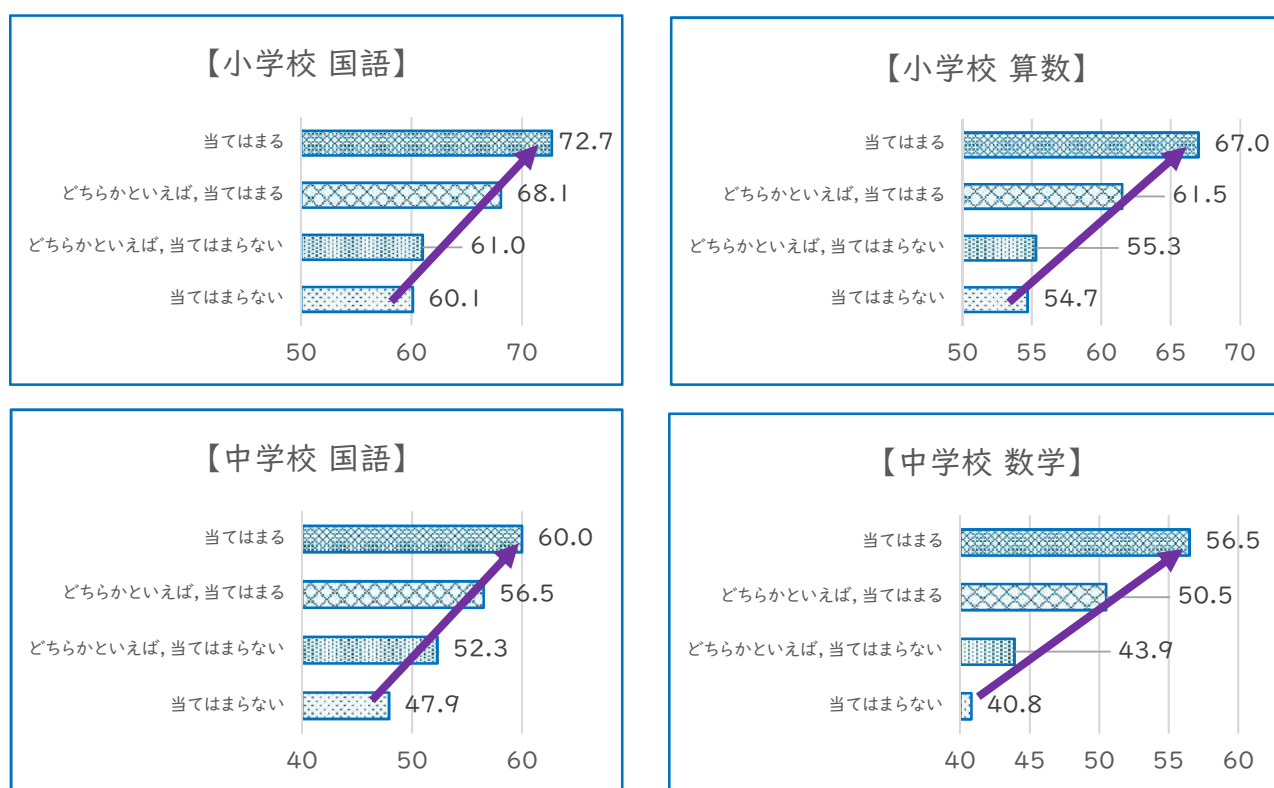 【小学校 国語】
当てはまる 72.7
どちらかといえば，当てはまる 68.1
どちらかといえば，当てはまらない 61.0
当てはまらない 60.1
50 60 70
【小学校 算数】
当てはまる 67.0
どちらかといえば，当てはまる 61.5
どちらかといえば，当てはまらない 55.3
当てはまらない 54.7
50 55 60 65 70
【中学校 国語】
当てはまる 60.0
どちらかといえば，当てはまる 56.5
どちらかといえば，当てはまらない 52.3
当てはまらない 47.9
40 50 60
【中学校 数学】
当てはまる 56.5
どちらかといえば，当てはまる 50.5
どちらかといえば，当てはまらない 43.9
当てはまらない 40.8
40 45 50 55 60